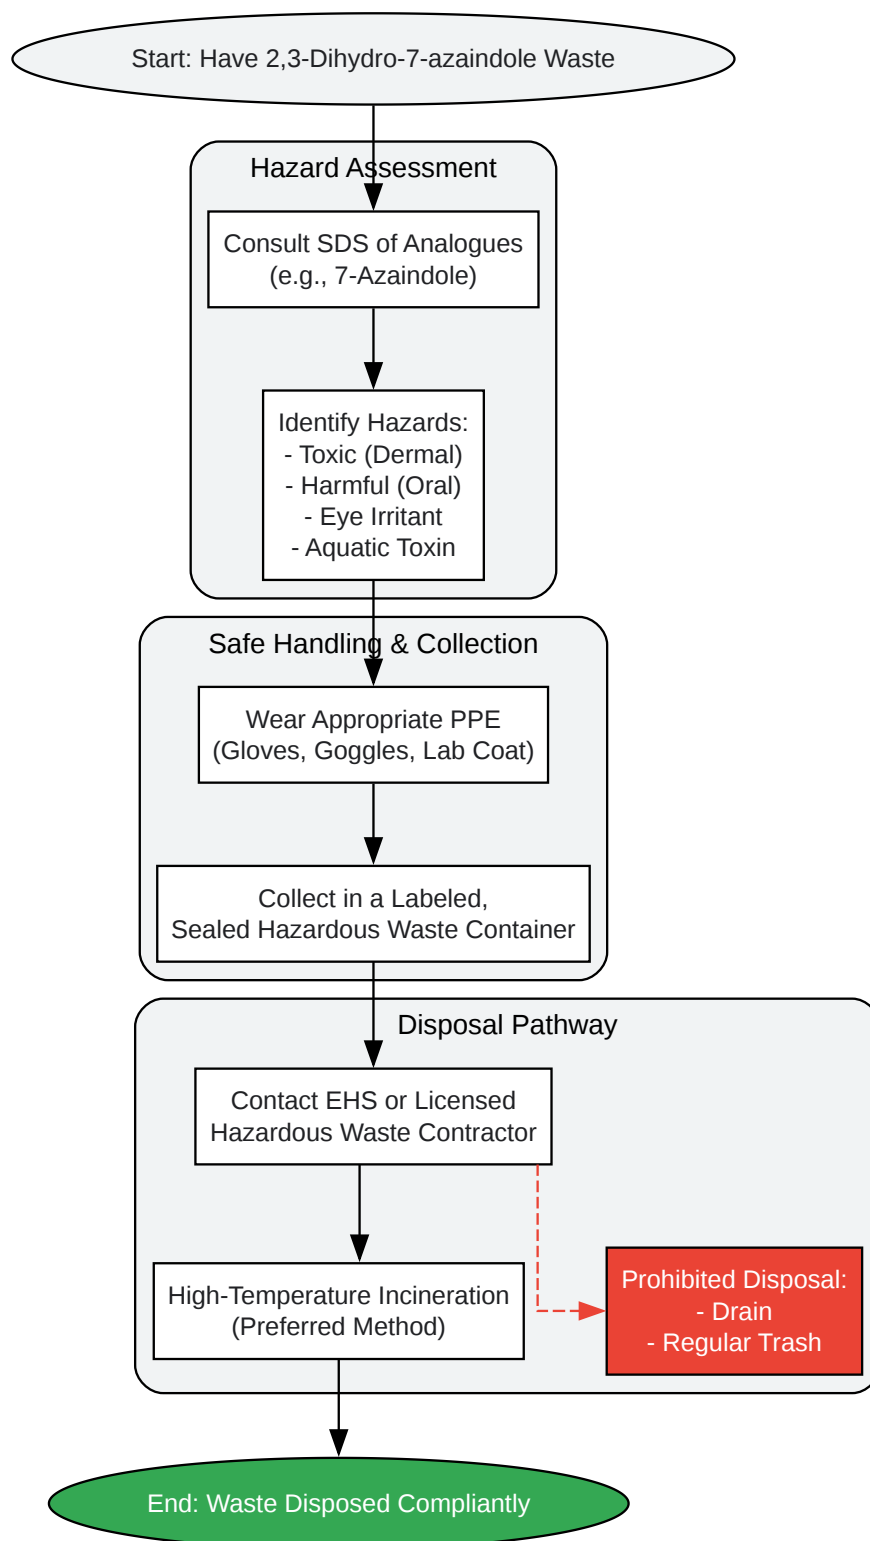 Start: Have 2,3-Dihydro-7-azaindole Waste
Hazard Assessment
Consult SDS of Analogues
(e.g., 7-Azaindole)
Identify Hazards:
- Toxic (Dermal)
- Harmful (Oral)
- Eye Irritant
- Aquatic Toxin
Safe Handling & Collection
Wear Appropriate PPE
(Gloves, Goggles, Lab Coat)
Collect in a Labeled,
Sealed Hazardous Waste Container
Disposal Pathway
Contact EHS or Licensed
Hazardous Waste Contractor
High-Temperature Incineration
(Preferred Method)
Prohibited Disposal:
- Drain
- Regular Trash
End: Waste Disposed Compliantly